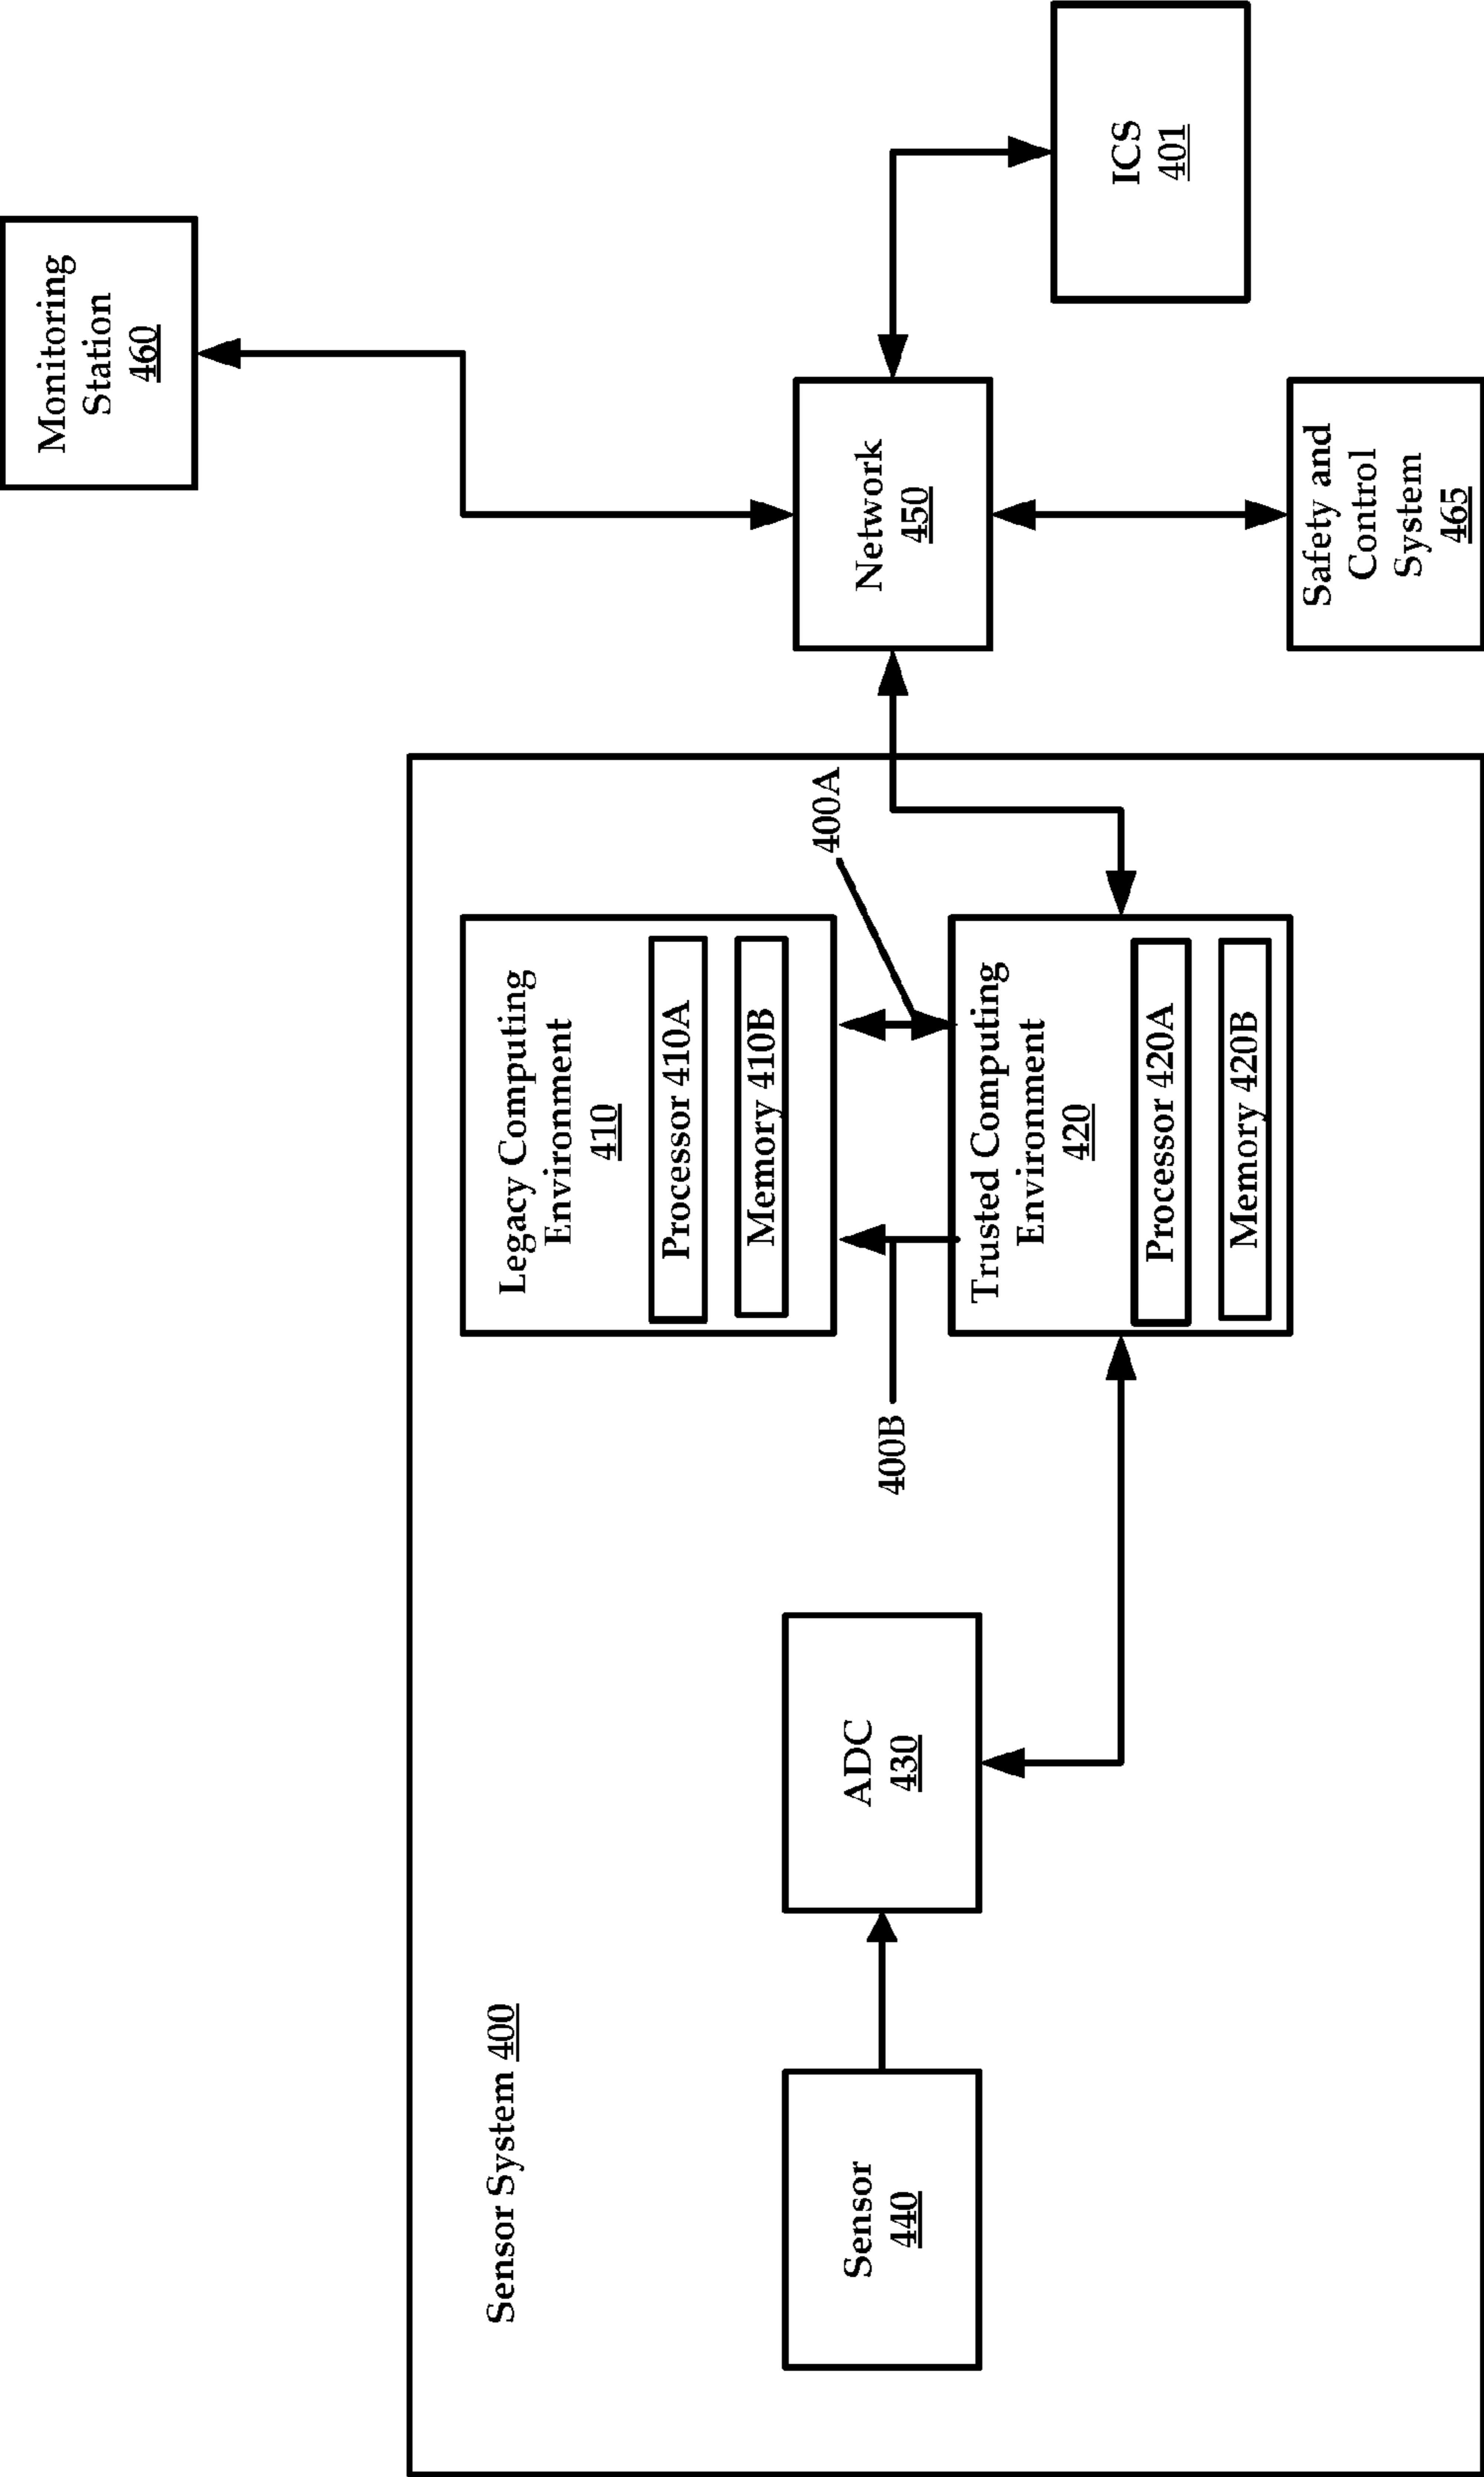 Sensor System 400
Sensor
440
ADC
430
400B
Legacy Computing
Environment
410
Processor 410A
Memory 410B
400A
Trusted Computing
Environment
420
Processor 420A
Memory 420B
Monitoring
Station
460
Network
450
Safety and
Control
System
465
ICS
401